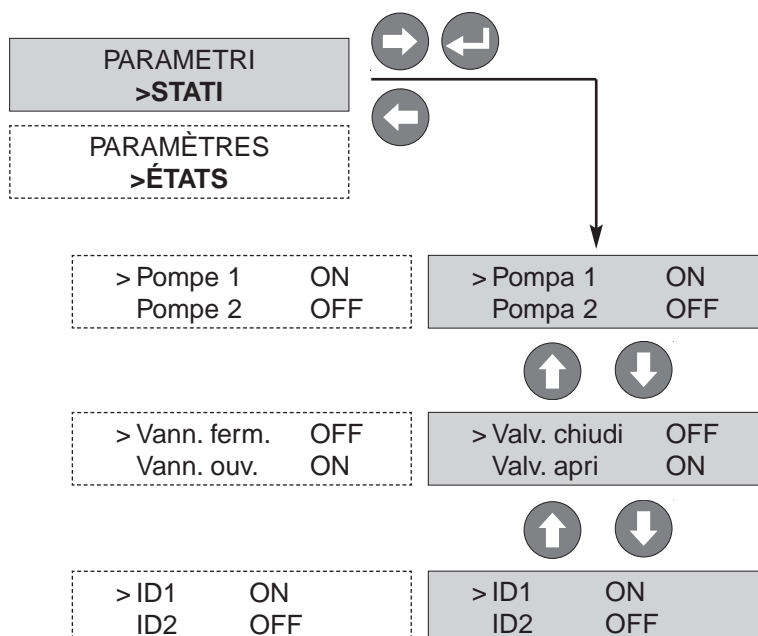 PARAMETRI
>STATI
PARAMÈTRES
>ÉTATS
> Pompe 1 ON
Pompe 2 OFF
> Pompa 1 ON
Pompa 2 OFF
> Vann. ferm. OFF
Vann. ouv. ON
> Valv. chiudi OFF
Valv. apri ON
> ID1 ON
ID2 OFF
> ID1 ON
ID2 OFF